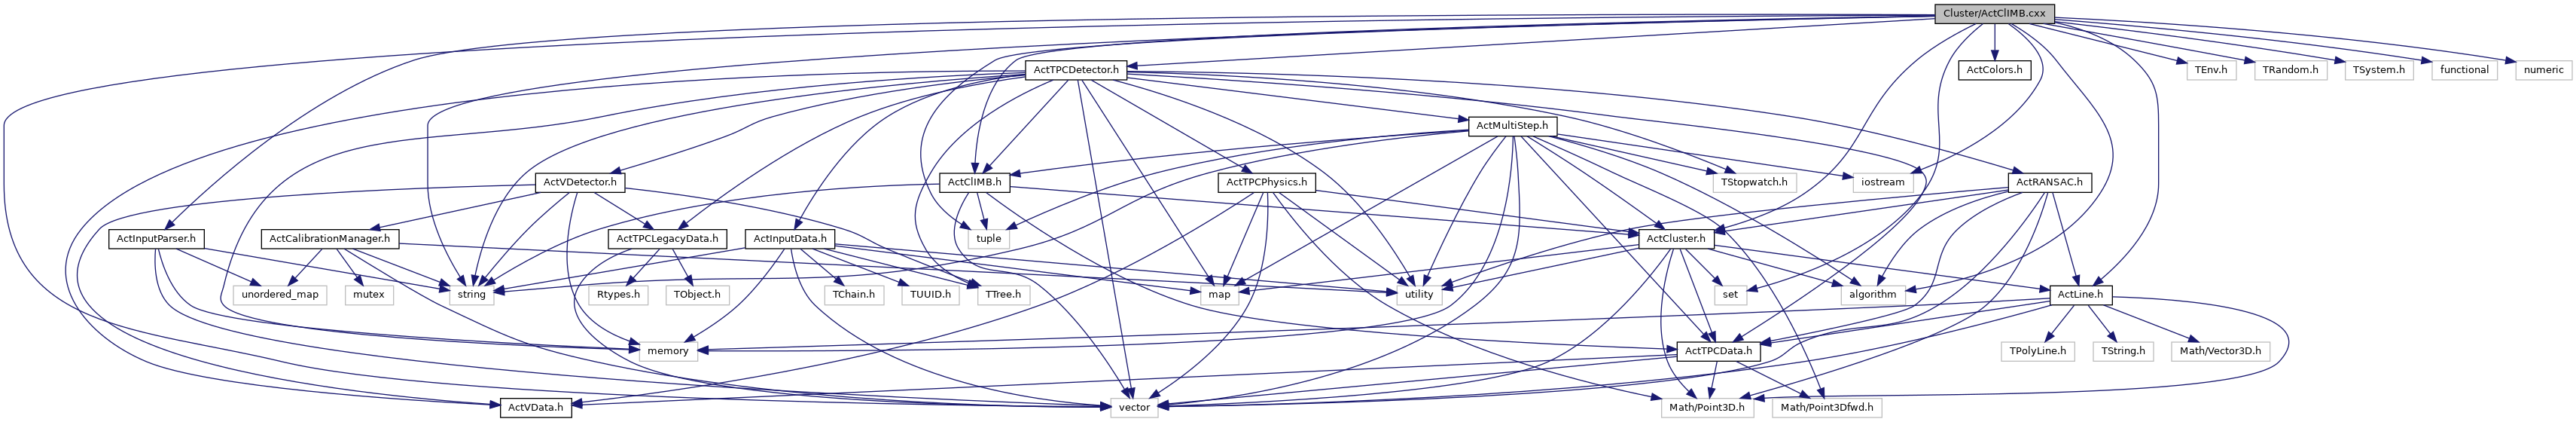 Cluster/ActClIMB.cxx
ActTPCDetector.h
ActColors.h
TEnv.h
TRandom.h
TSystem.h
functional
numeric
ActMultiStep.h
ActVDetector.h
ActClIMB.h
ActTPCPhysics.h
TStopwatch.h
iostream
ActRANSAC.h
ActInputParser.h
ActCalibrationManager.h
ActTPCLegacyData.h
ActInputData.h
tuple
ActCluster.h
unordered_map
mutex
string
Rtypes.h
TObject.h
TChain.h
TUUID.h
TTree.h
map
utility
set
algorithm
ActLine.h
memory
ActTPCData.h
TPolyLine.h
TString.h
Math/Vector3D.h
ActVData.h
vector
Math/Point3D.h
Math/Point3Dfwd.h